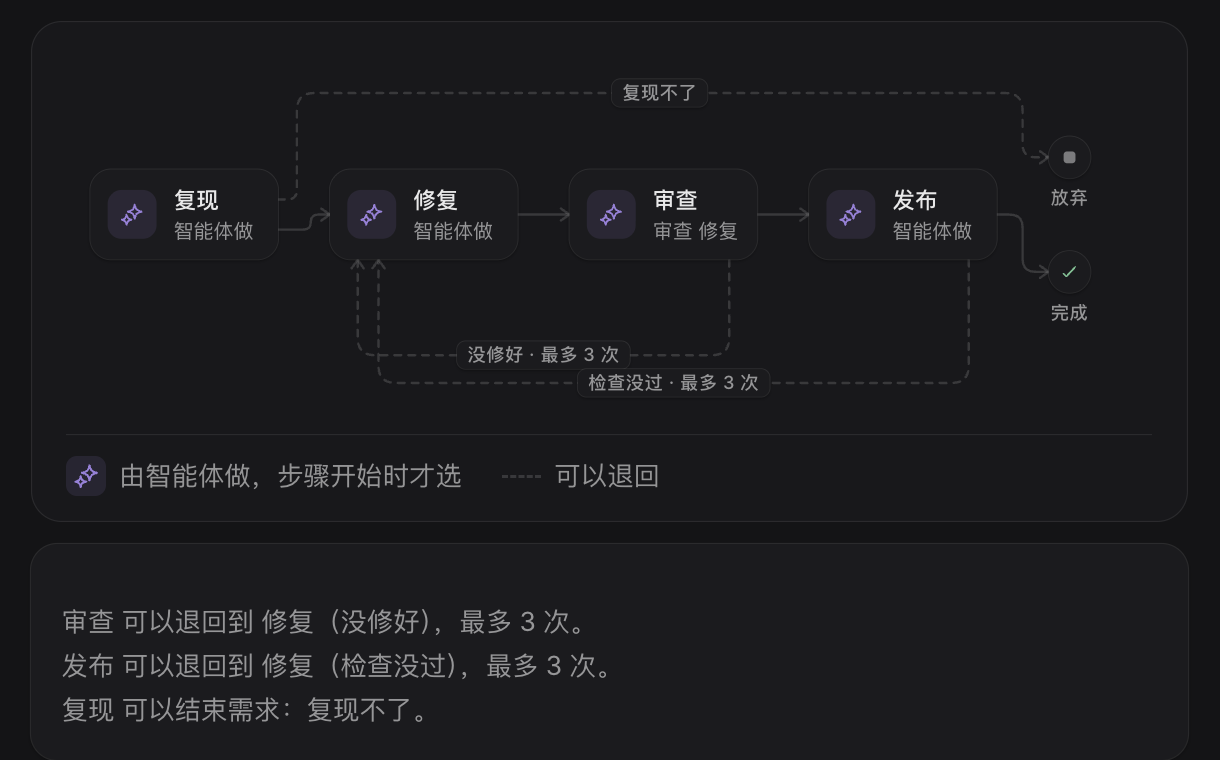 复现不了
复现
智能体做
修复
智能体做
审查
审查 修复
发布
智能体做
放弃
完成
没修好 · 最多 3 次
检查没过 · 最多 3 次
由智能体做，步骤开始时才选
可以退回
审查 可以退回到 修复（没修好），最多 3 次。
发布 可以退回到 修复（检查没过），最多 3 次。
复现 可以结束需求：复现不了。